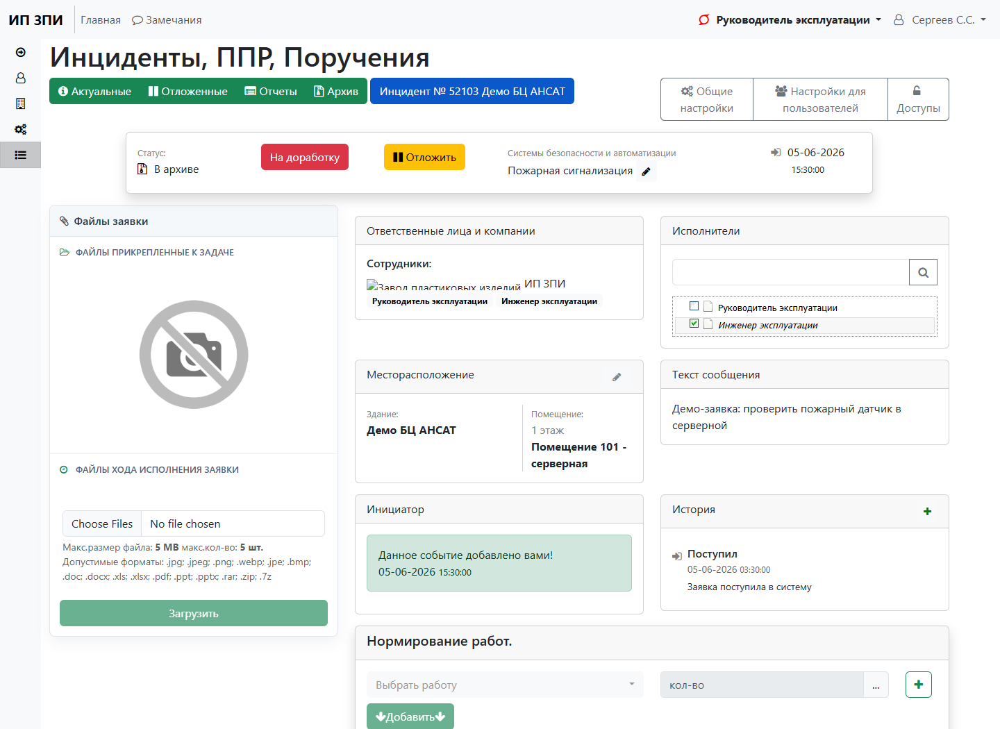 ИП ЗПИ
Главная
Замечания
Руководитель эксплуатации
Сергеев С.С.
Инциденты, ППР, Поручения
Актуальные
Отложенные
Отчеты
Архив
Инцидент № 52103 Демо БЦ АНСАТ
Общие настройки
Настройки для пользователей
Доступы
Статус:
В архиве
На доработку
Отложить
Системы безопасности и автоматизации
Пожарная сигнализация
05-06-2026
15:30:00
Файлы заявки
ФАЙЛЫ ПРИКРЕПЛЕННЫЕ К ЗАДАЧЕ
ФАЙЛЫ ХОДА ИСПОЛНЕНИЯ ЗАЯВКИ
Choose Files No file chosen
Макс.размер файла: 5 MB макс.кол-во: 5 шт.
Допустимые форматы: .jpg; .jpeg; .png; .webp; .jpe; .bmp;
.doc; .docx; .xls; .xlsx; .pdf; .ppt; .pptx; .rar; .zip; .7z
Загрузить
Ответственные лица и компании
Сотрудники:
Завод пластиковых изделий ИП ЗПИ
Руководитель эксплуатации Инженер эксплуатации
Исполнители
Руководитель эксплуатации
Инженер эксплуатации
Месторасположение
Здание:
Демо БЦ АНСАТ
Помещение:
1 этаж
Помещение 101 -
серверная
Текст сообщения
Демо-заявка: проверить пожарный датчик в
серверной
Инициатор
Данное событие добавлено вами!
05-06-2026 15:30:00
История
Поступил
05-06-2026 03:30:00
Заявка поступила в систему
Нормирование работ.
Выбрать работу
кол-во
...
Добавить